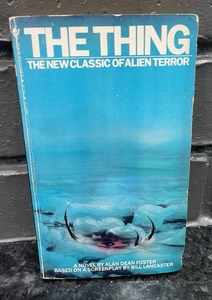 THE THING
THE NEW CLASSIC OF ALIEN TERROR
A NOVEL BY ALAN DEAN FOSTER
BASED ON A SCREENPLAY BY BILL LANCASTER